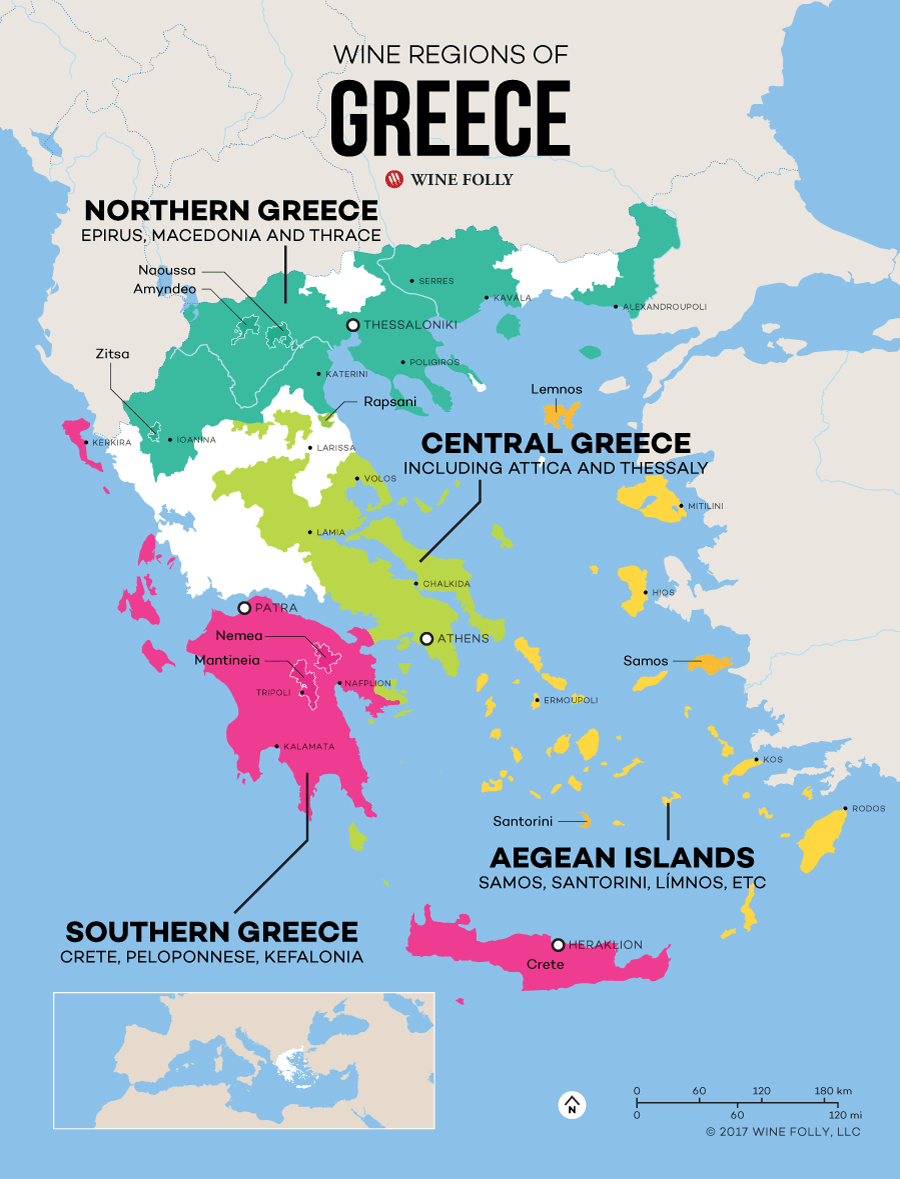 WINE REGIONS OF
GREECE
WINE FOLLY
NORTHERN GREECE
EPIRUS, MACEDONIA AND THRACE
Naoussa
Amyndeo
SERRES
KAVALA
ALEXANDROUPOLI
THESSALONIKI
Zitsa
POLIGIROS
KATERINI
Lemnos
Rapsani
KERKIRA
IOANNINA
LARISSA
CENTRAL GREECE
INCLUDING ATTICA AND THESSALY
VOLOS
MITILINI
LAMIA
CHALKIDA
HIOS
PATRA
Nemea
ATHENS
Mantineia
Samos
NAFPLION
TRIPOLI
ERMOUPOLI
KALAMATA
KOS
RODOS
Santorini
AEGEAN ISLANDS
SAMOS, SANTORINI, LÍMNOS, ETC
SOUTHERN GREECE
CRETE, PELOPONNESE, KEFALONIA
HERAKLION
Crete
N
0 60 120 180 km
0 60 120 mi
© 2017 WINE FOLLY, LLC